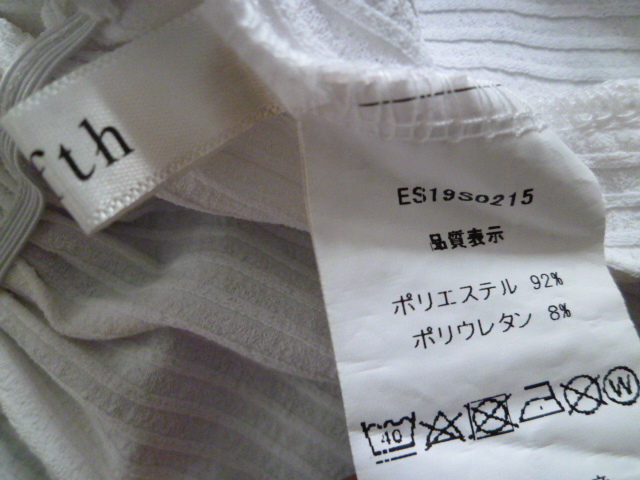 fth
ES19S0215
品質表示
ポリエステル 92%
ポリウレタン 8%
40
W